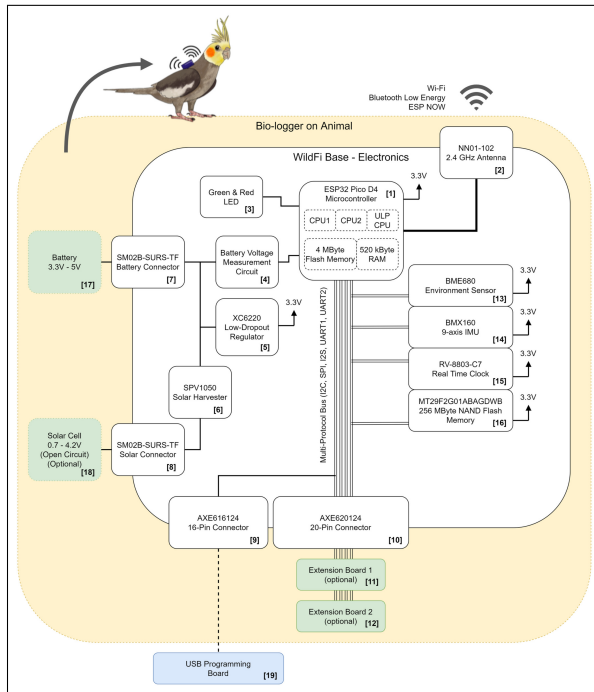 Wi-Fi
Bluetooth Low Energy
ESP NOW
Bio-logger on Animal
NN01-102
2.4 GHz Antenna
[2]
WildFi Base - Electronics
ESP32 Pico D4
[1]
Microcontroller
CPU1
CPU2
ULP
CPU
4 MByte
Flash Memory
520 kByte
RAM
3.3V
Green & Red
LED
[3]
Battery
3.3V - 5V
[17]
SM02B-SURS-TF
Battery Connector
[7]
Battery Voltage
Measurement
Circuit
[4]
XC6220
Low-Dropout
Regulator
[5]
3.3V
SPV1050
Solar Harvester
[6]
Solar Cell
0.7 - 4.2V
(Open Circuit)
(Optional)
[18]
SM02B-SURS-TF
Solar Connector
[8]
Multi-Protocol Bus (I2C, SPI, I2S, UART1, UART2)
3.3V
BME680
Environment Sensor
[13]
3.3V
BMX160
9-axis IMU
[14]
3.3V
RV-8803-C7
Real Time Clock
[15]
3.3V
MT29F2G01ABAGDWB
256 MByte NAND Flash
Memory
[16]
AXE616124
16-Pin Connector
[9]
AXE620124
20-Pin Connector
[10]
Extension Board 1
(optional)
[11]
Extension Board 2
(optional)
[12]
USB Programming
Board
[19]